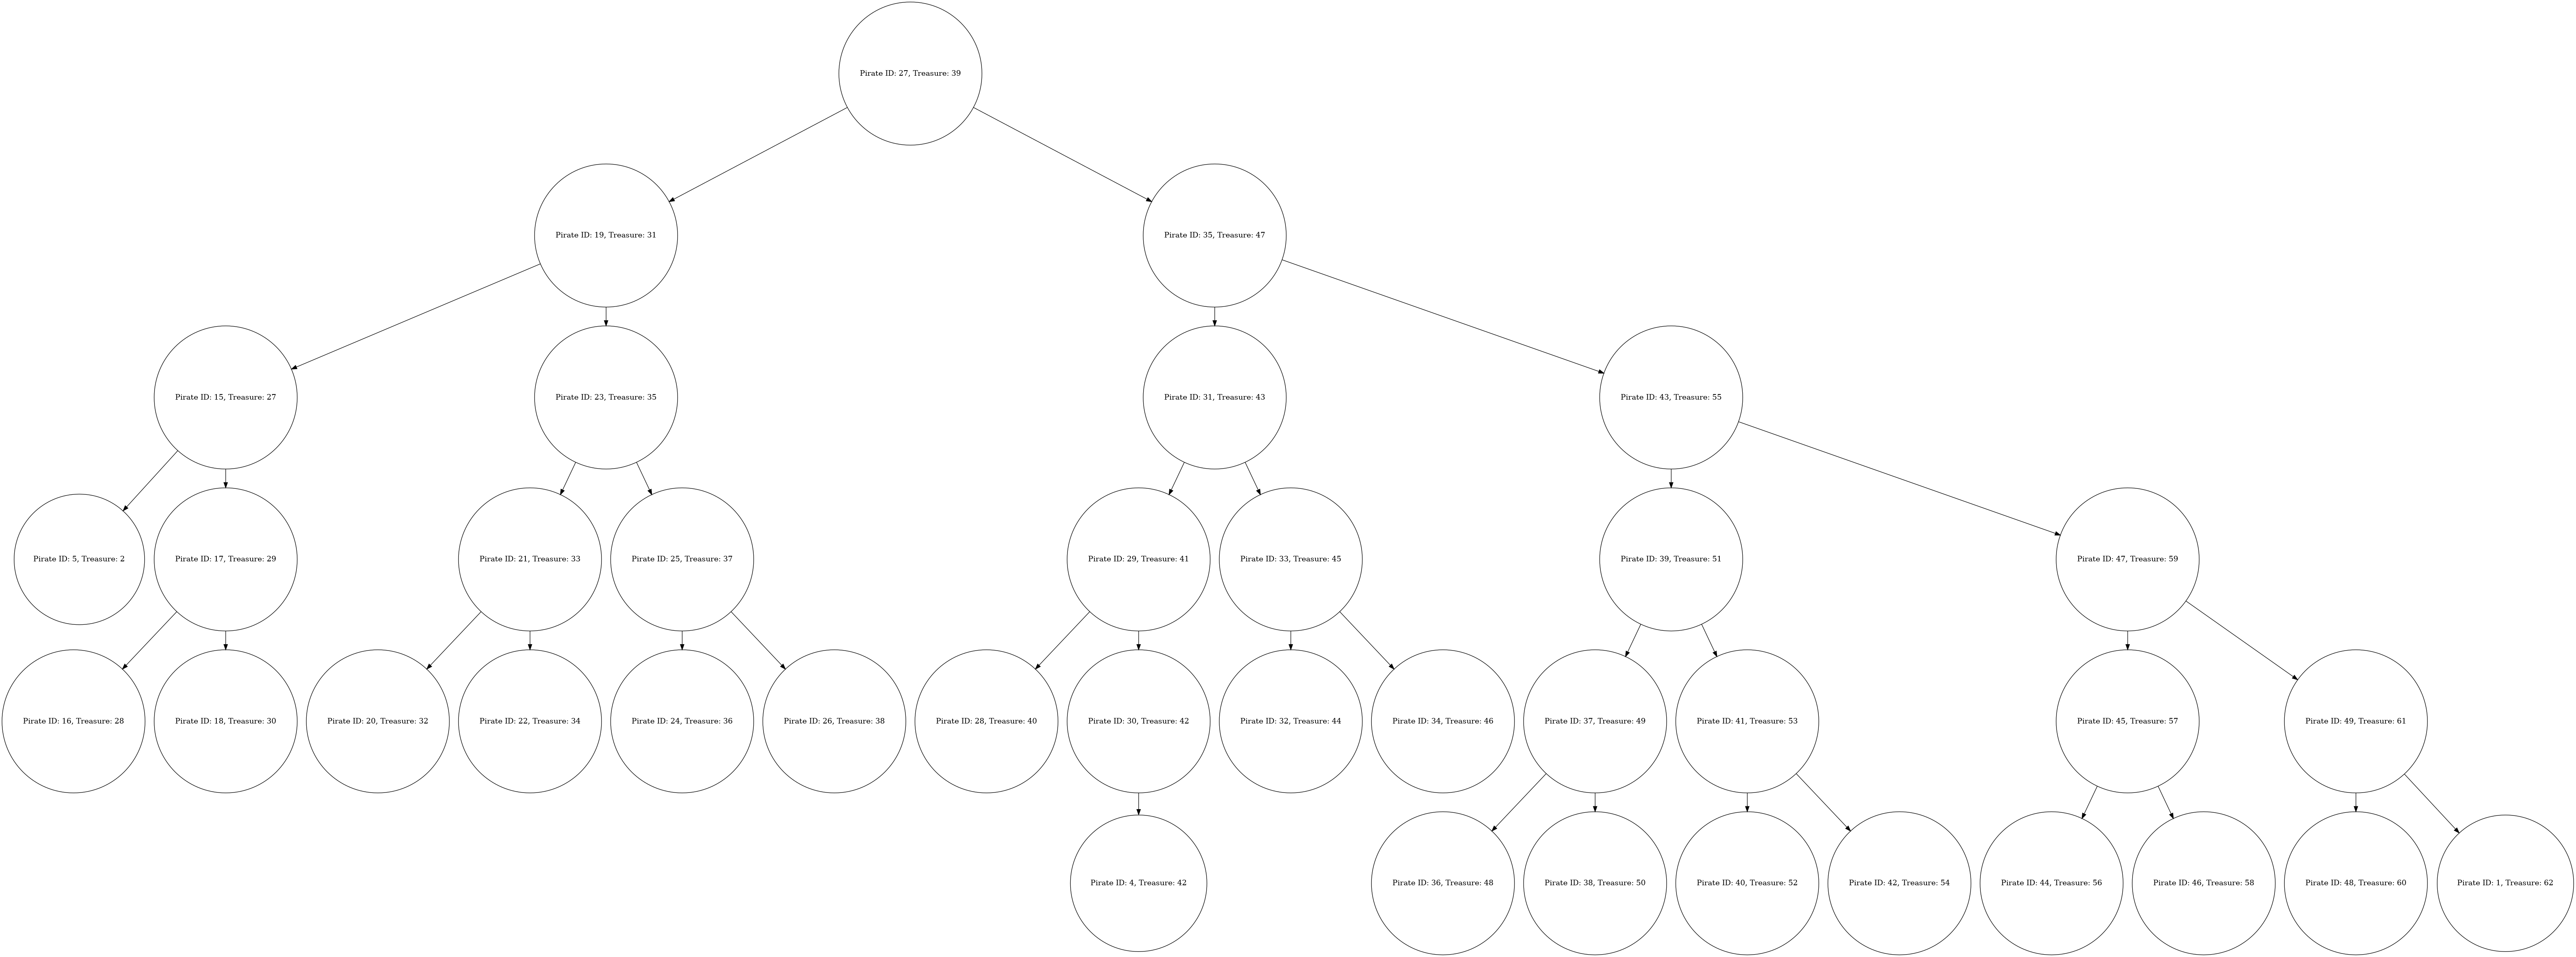 Pirate ID: 27, Treasure: 39
Pirate ID: 19, Treasure: 31
Pirate ID: 35, Treasure: 47
Pirate ID: 15, Treasure: 27
Pirate ID: 23, Treasure: 35
Pirate ID: 31, Treasure: 43
Pirate ID: 43, Treasure: 55
Pirate ID: 5, Treasure: 2
Pirate ID: 17, Treasure: 29
Pirate ID: 21, Treasure: 33
Pirate ID: 25, Treasure: 37
Pirate ID: 29, Treasure: 41
Pirate ID: 33, Treasure: 45
Pirate ID: 39, Treasure: 51
Pirate ID: 47, Treasure: 59
Pirate ID: 16, Treasure: 28
Pirate ID: 18, Treasure: 30
Pirate ID: 20, Treasure: 32
Pirate ID: 22, Treasure: 34
Pirate ID: 24, Treasure: 36
Pirate ID: 26, Treasure: 38
Pirate ID: 28, Treasure: 40
Pirate ID: 30, Treasure: 42
Pirate ID: 32, Treasure: 44
Pirate ID: 34, Treasure: 46
Pirate ID: 37, Treasure: 49
Pirate ID: 41, Treasure: 53
Pirate ID: 45, Treasure: 57
Pirate ID: 49, Treasure: 61
Pirate ID: 4, Treasure: 42
Pirate ID: 36, Treasure: 48
Pirate ID: 38, Treasure: 50
Pirate ID: 40, Treasure: 52
Pirate ID: 42, Treasure: 54
Pirate ID: 44, Treasure: 56
Pirate ID: 46, Treasure: 58
Pirate ID: 48, Treasure: 60
Pirate ID: 1, Treasure: 62